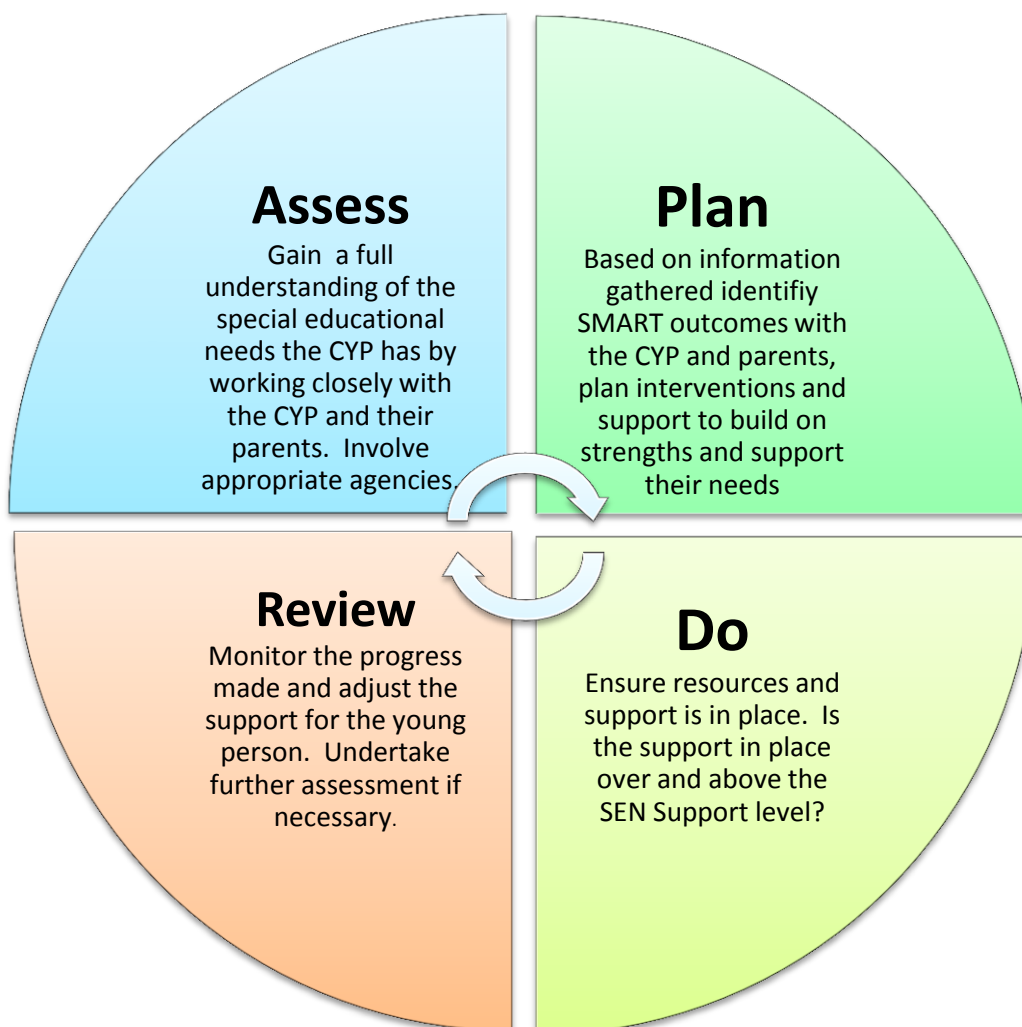 Assess
Gain a full
understanding of the
special educational
needs the CYP has by
working closely with
the CYP and their
parents. Involve
appropriate agencies.
Plan
Based on information
gathered identifiy
SMART outcomes with
the CYP and parents,
plan interventions and
support to build on
strengths and support
their needs
Review
Monitor the progress
made and adjust the
support for the young
person. Undertake
further assessment if
necessary.
Do
Ensure resources and
support is in place. Is
the support in place
over and above the
SEN Support level?